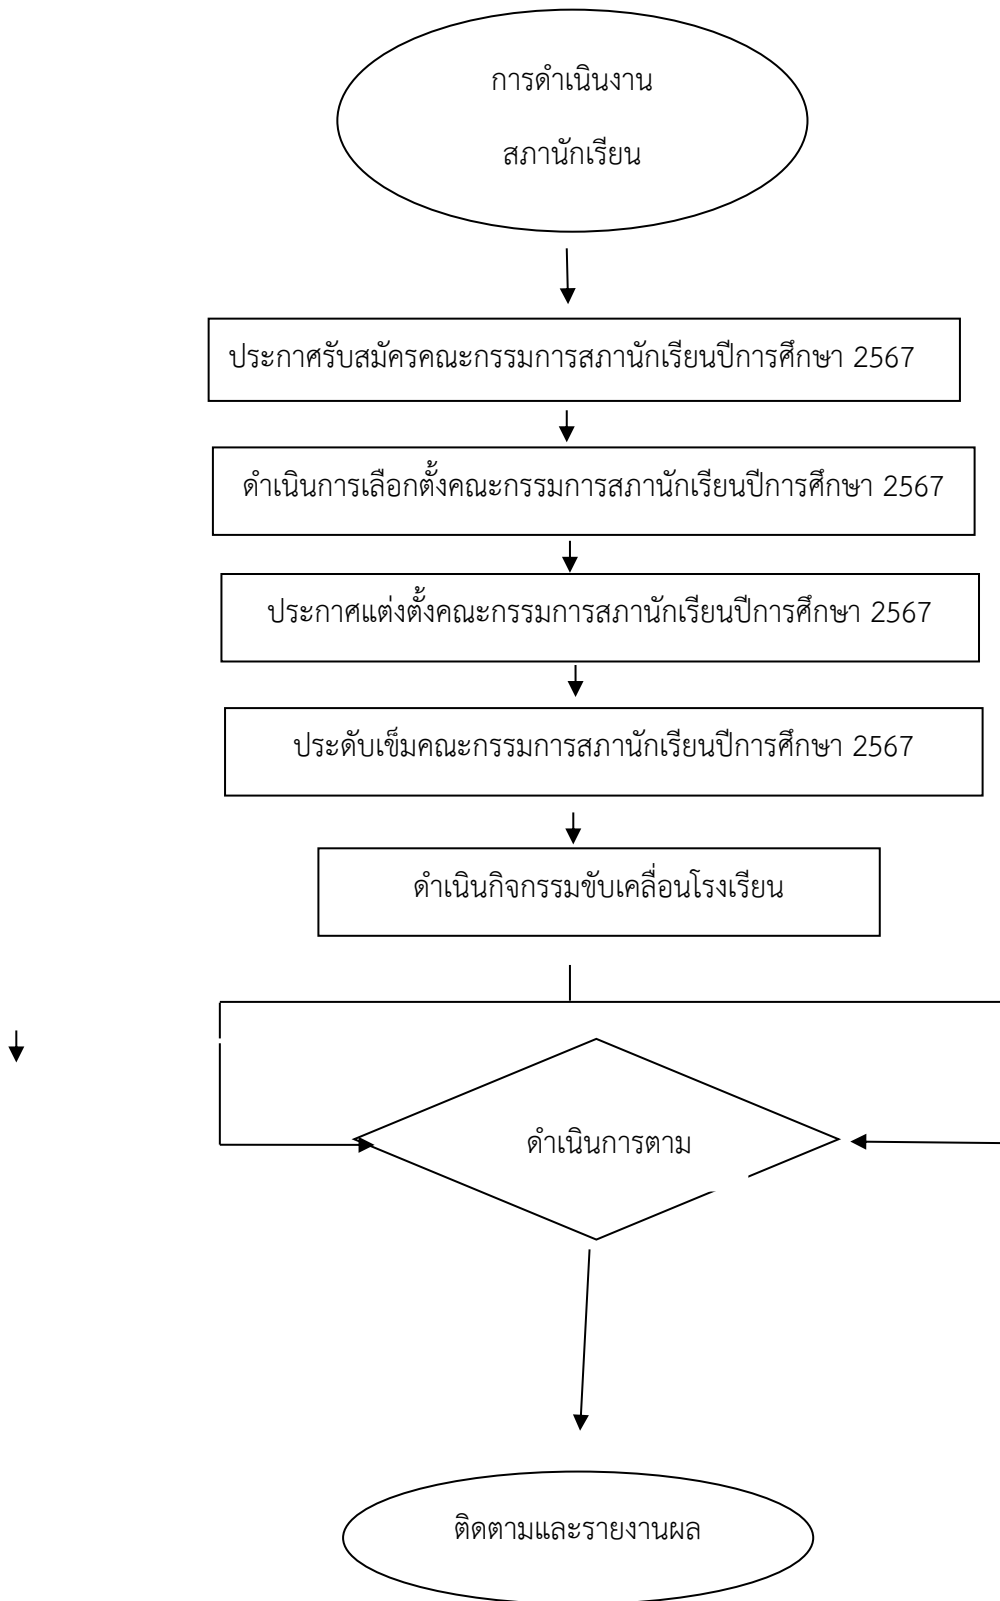 การดำเนินงาน
สภานักเรียน
ประกาศรับสมัครคณะกรรมการสภานักเรียนปีการศึกษา 2567
ดำเนินการเลือกตั้งคณะกรรมการสภานักเรียนปีการศึกษา 2567
ประกาศแต่งตั้งคณะกรรมการสภานักเรียนปีการศึกษา 2567
ประดับเข็มคณะกรรมการสภานักเรียนปีการศึกษา 2567
ดำเนินกิจกรรมขับเคลื่อนโรงเรียน
ดำเนินการตาม
ติดตามและรายงานผล